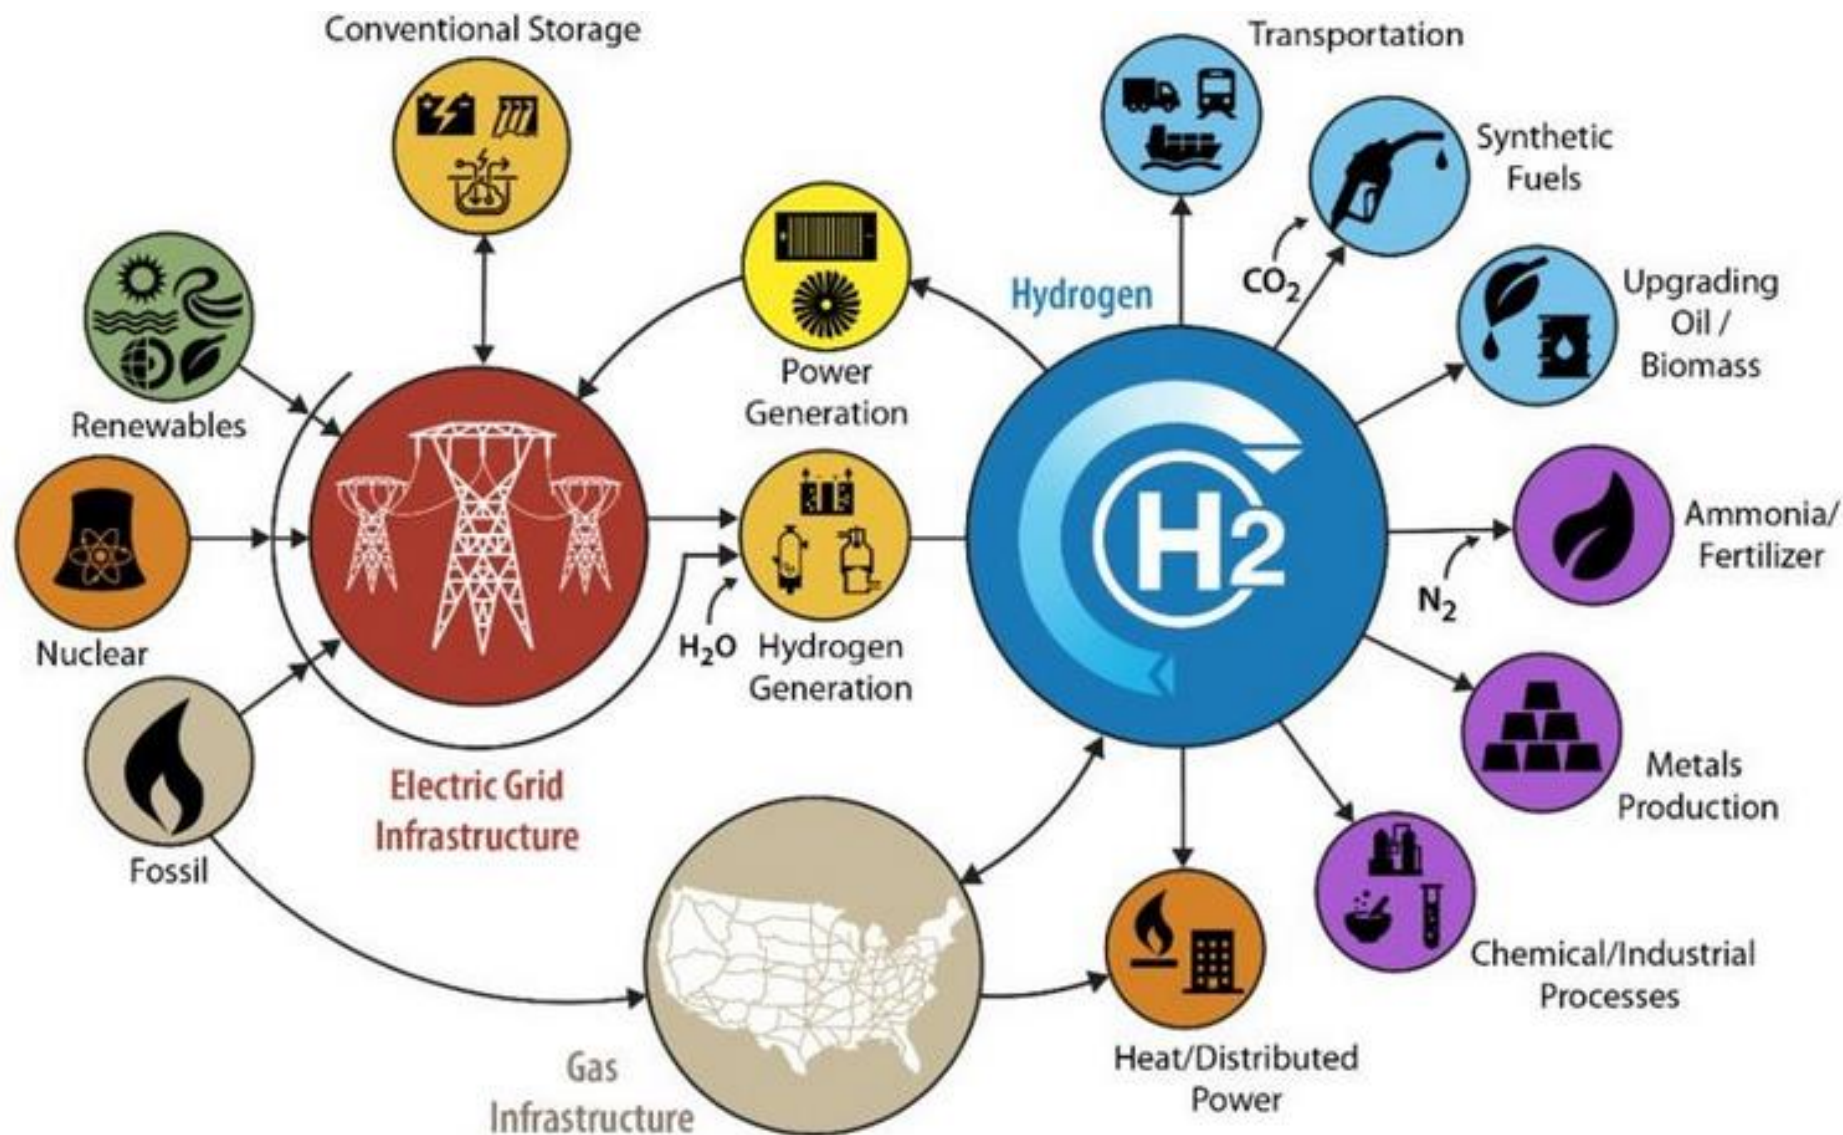 Conventional Storage
Transportation
Synthetic
Fuels
CO₂
Hydrogen
Upgrading
Oil /
Biomass
Power
Generation
Renewables
H2
Ammonia/
Fertilizer
N₂
Nuclear
H₂O
Hydrogen
Generation
Electric Grid
Infrastructure
Metals
Production
Fossil
Chemical/Industrial
Processes
Heat/Distributed
Power
Gas
Infrastructure